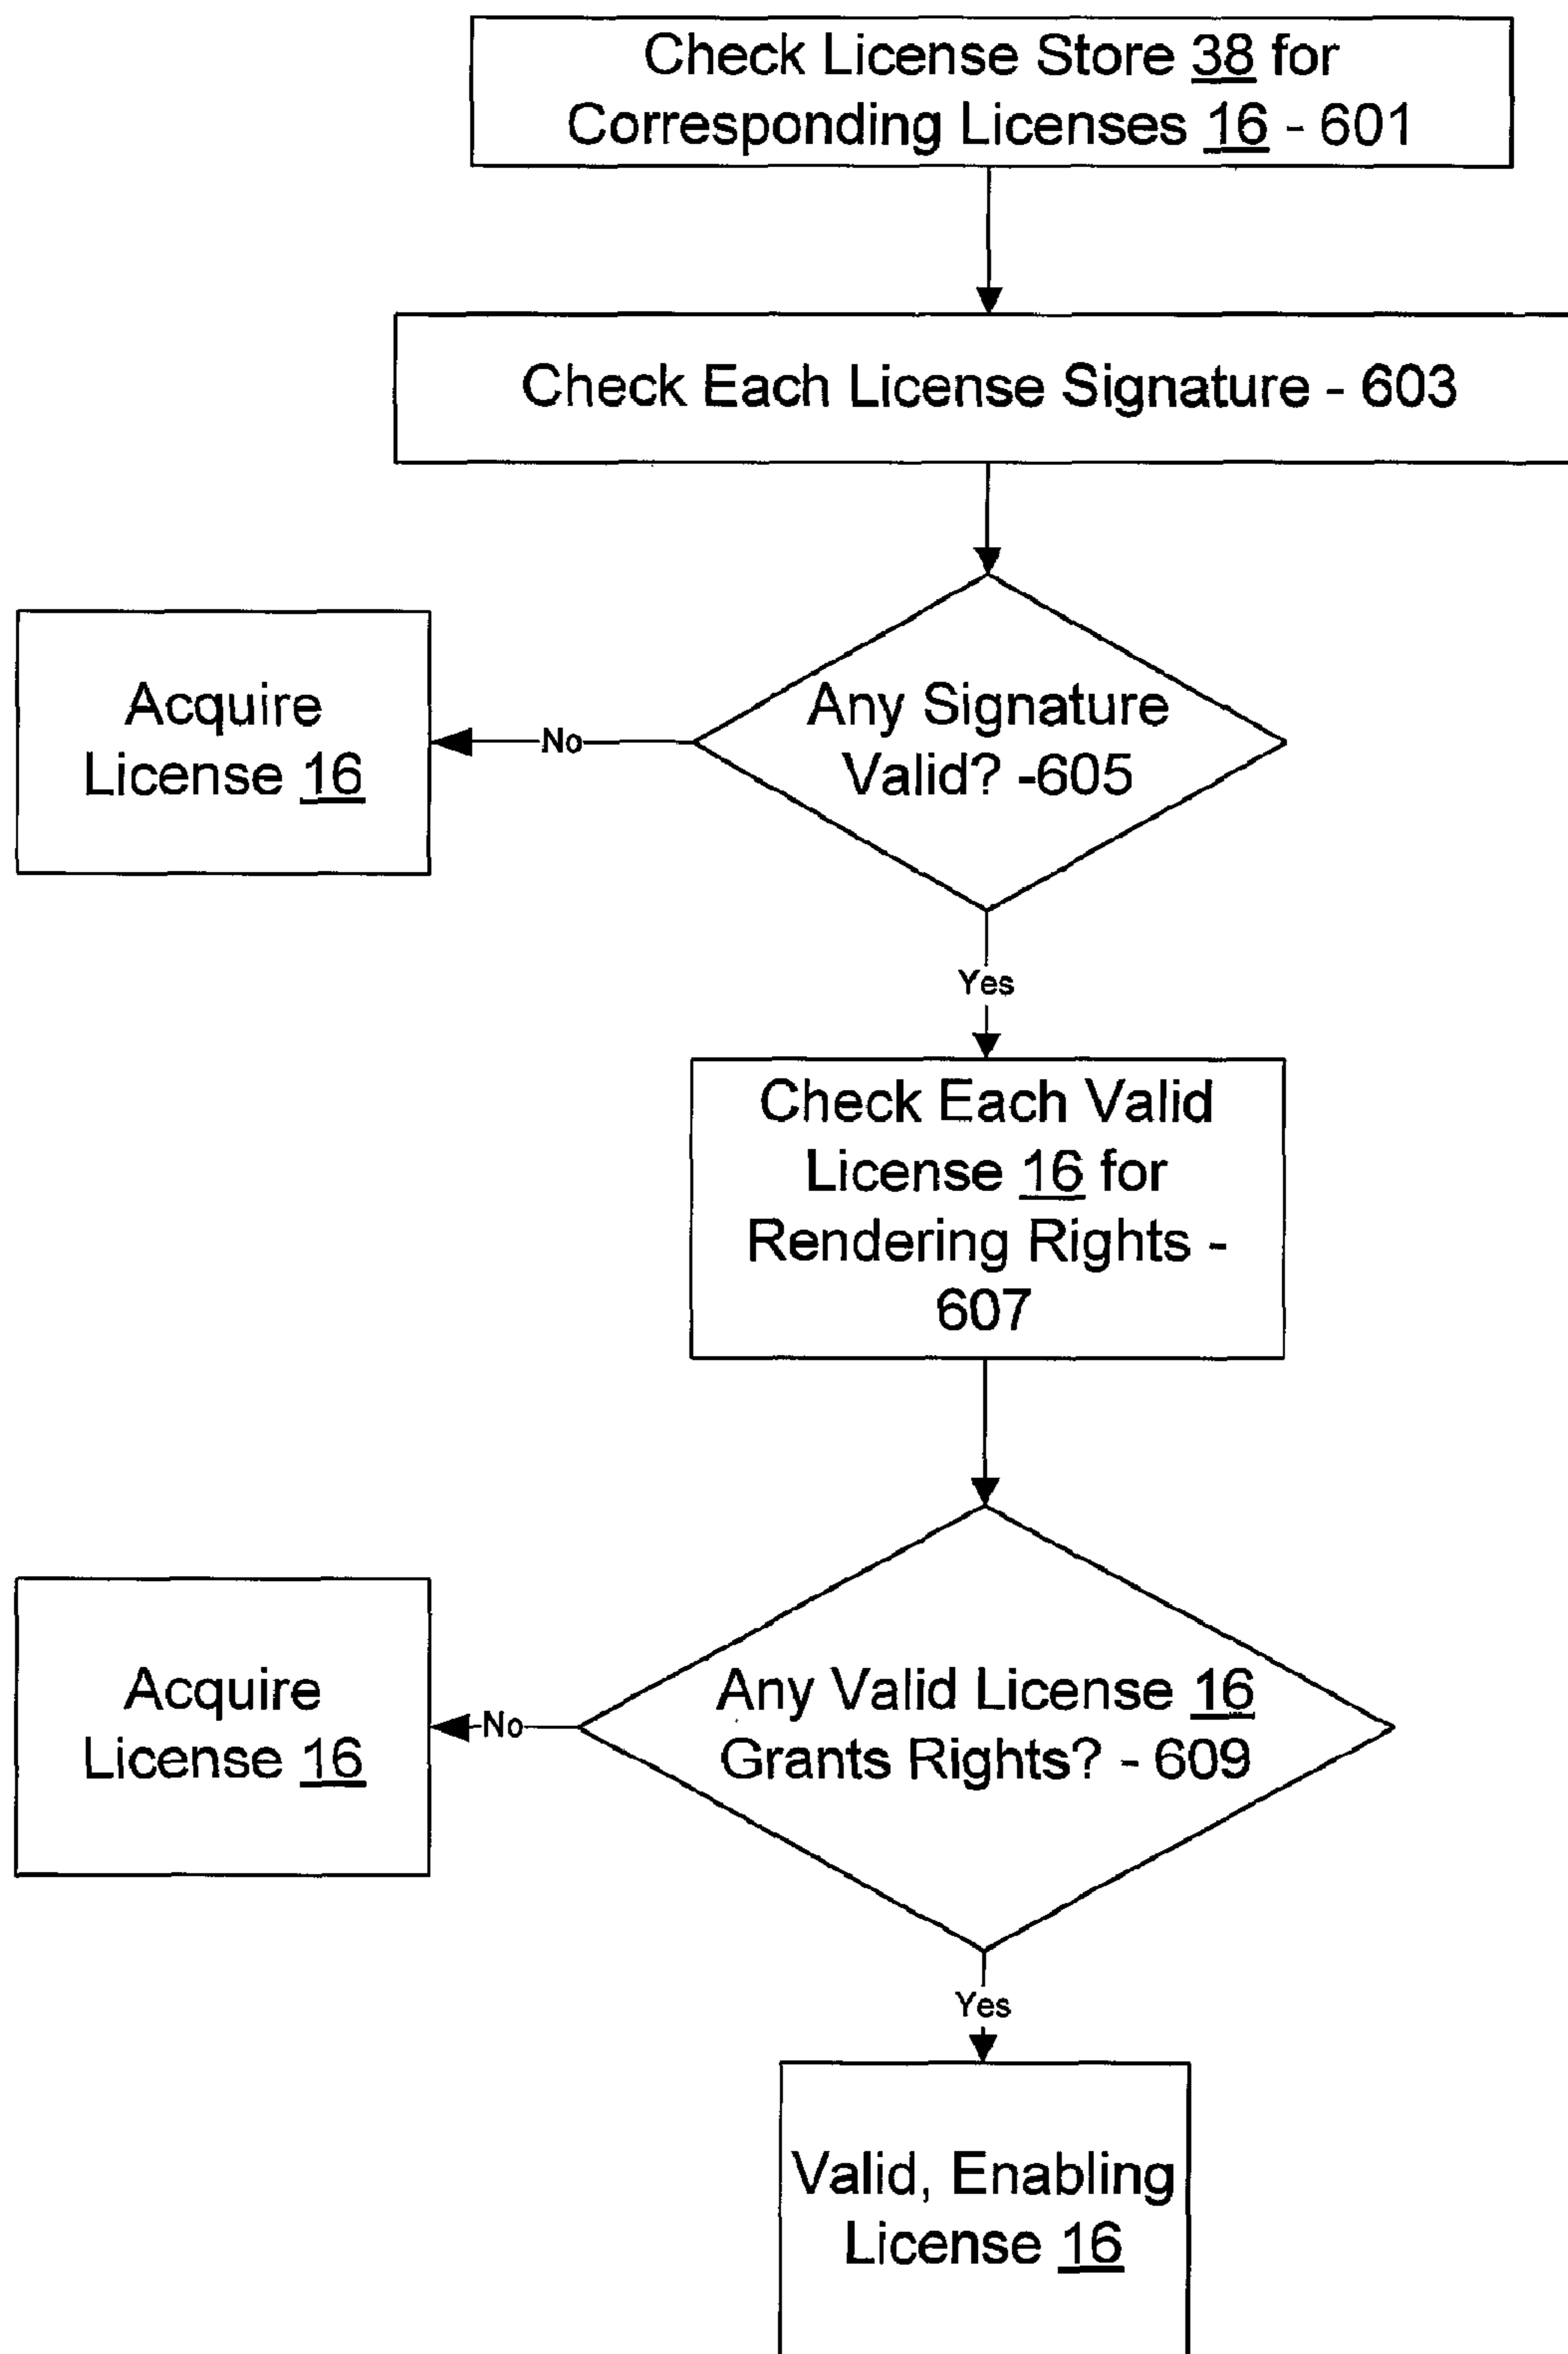 Check License Store 38 for
Corresponding Licenses 16 - 601
Check Each License Signature - 603
Any Signature
Valid? -605
No
Acquire
License 16
Yes
Check Each Valid
License 16 for
Rendering Rights -
607
Any Valid License 16
Grants Rights? - 609
No
Acquire
License 16
Yes
Valid, Enabling
License 16